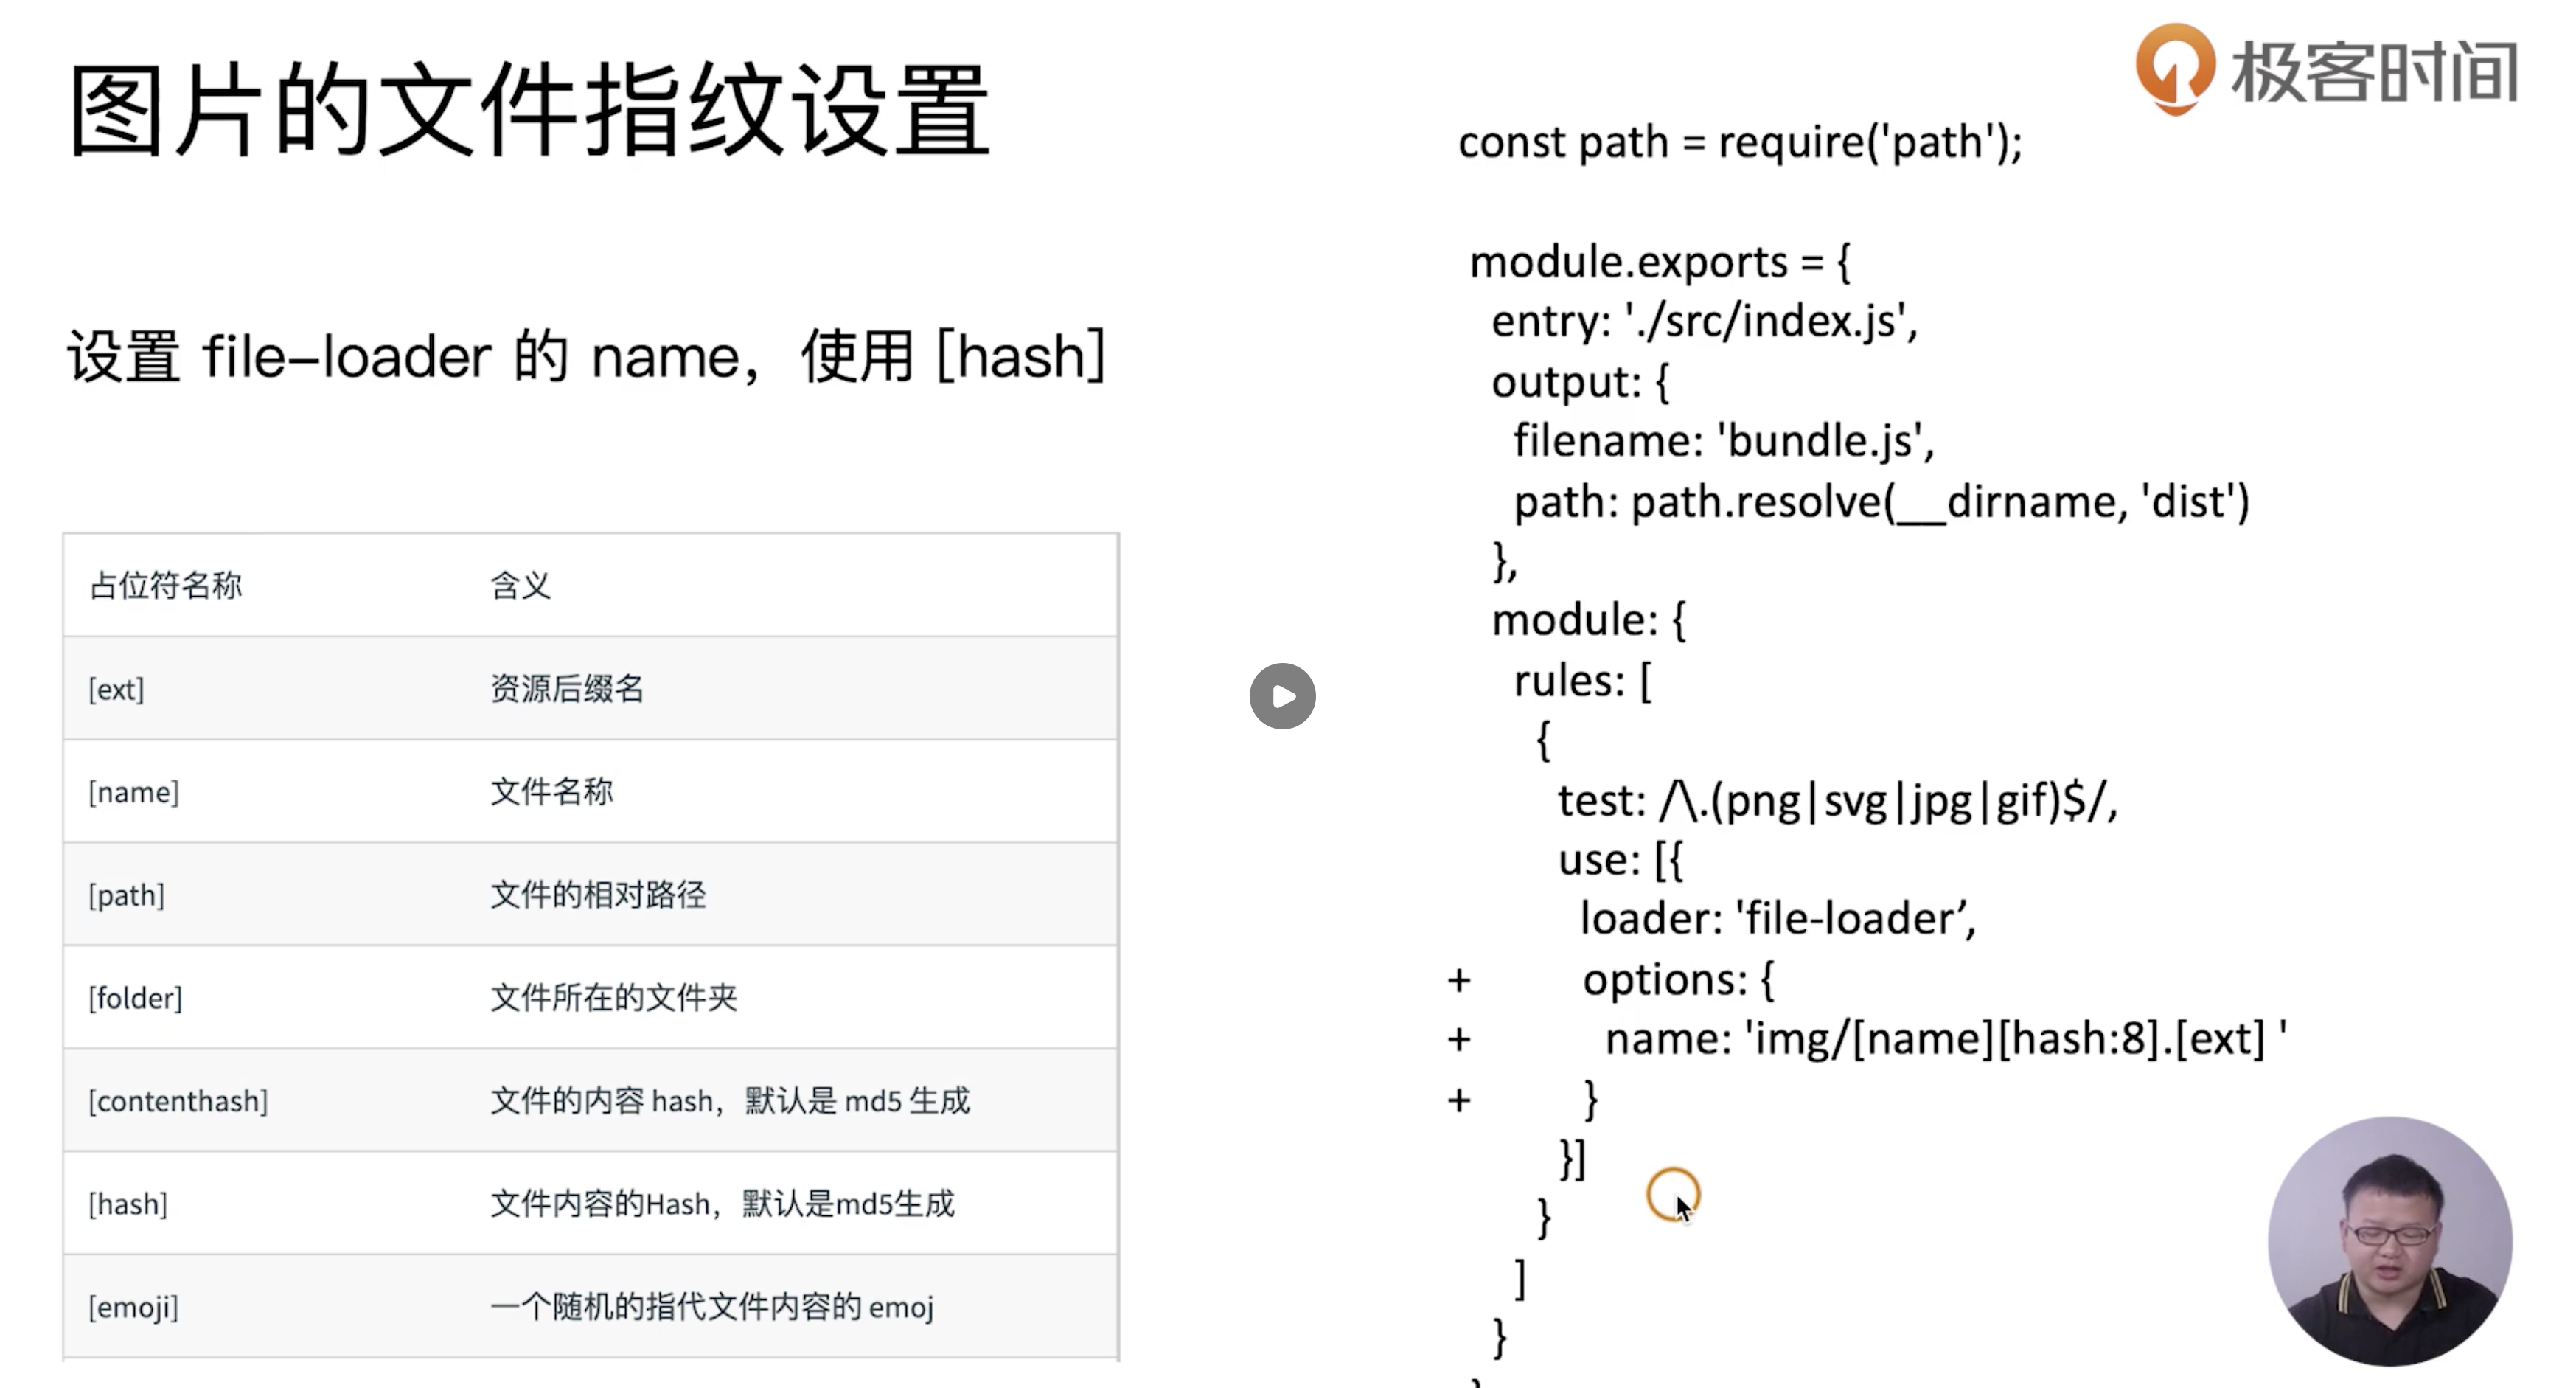 图片的文件指纹设置
极客时间
设置 file-loader 的 name，使用 [hash]
占位符名称 含义
[ext] 资源后缀名
[name] 文件名称
[path] 文件的相对路径
[folder] 文件所在的文件夹
[contenthash] 文件的内容 hash，默认是 md5 生成
[hash] 文件内容的Hash，默认是md5生成
[emoji] 一个随机的指代文件内容的 emoj
const path = require('path');
module.exports = {
entry: './src/index.js',
output: {
filename: 'bundle.js',
path: path.resolve(__dirname, 'dist')
},
module: {
rules: [
{
test: /\.(png|svg|jpg|gif)$/,
use: [{
loader: 'file-loader’,
+ options: {
+ name: 'img/[name][hash:8].[ext] '
+ }
}]
}
]
}